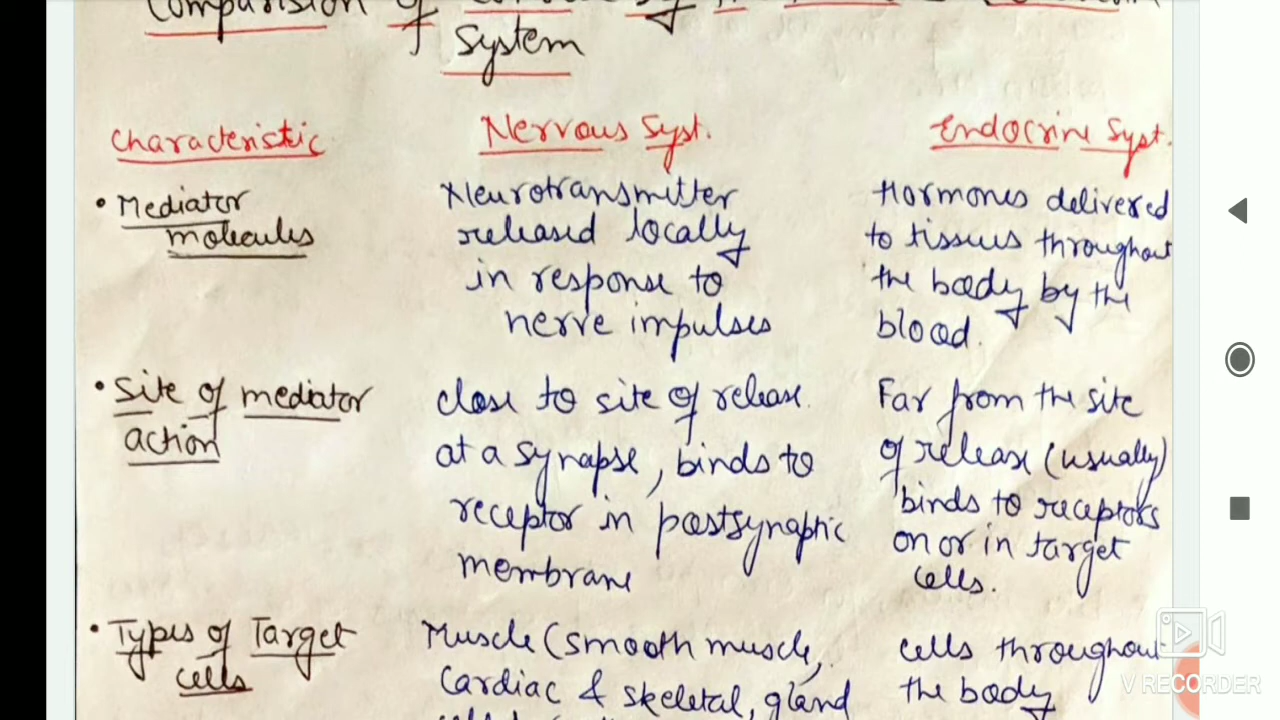 Comparision of
System
Characteristic Nervous Syst. Endocrine Syst.
• Mediator molecules
Neurotransmitter
released locally
in response to
nerve impulses
Hormones delivered
to tissues throughout
the body by the
blood.
• Site of mediator
action
close to site of release
at a synapse, binds to
receptor in postsynaptic
membrane
Far from the site
of release (usually)
binds to receptors
on or in target
cells.
• Types of Target
cells
Muscle (smooth muscle,
Cardiac & skeletal, gland
cells throughout
the body
V RECORDER